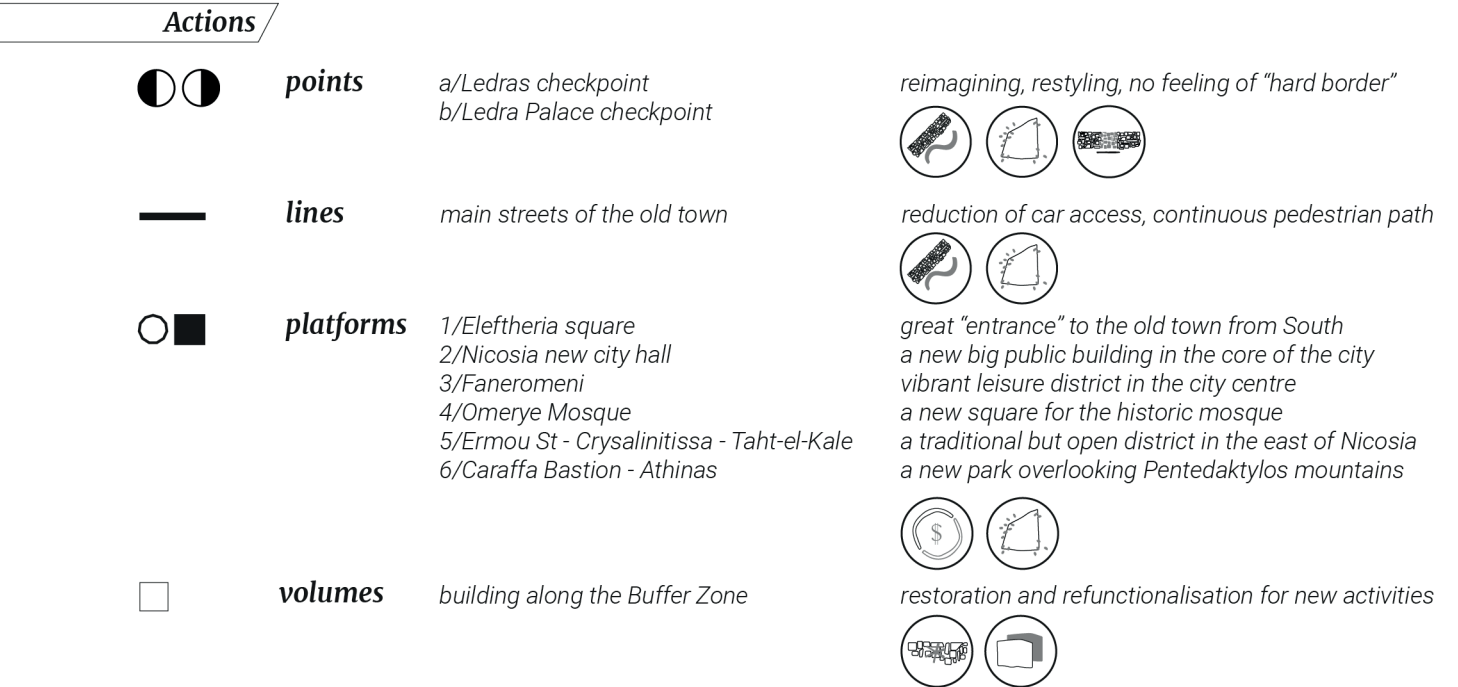 Actions
points
a/Ledras checkpoint
b/Ledra Palace checkpoint
reimagining, restyling, no feeling of “hard border”
lines
main streets of the old town
reduction of car access, continuous pedestrian path
platforms
1/Eleftheria square
great “entrance” to the old town from South
2/Nicosia new city hall
a new big public building in the core of the city
3/Faneromeni
vibrant leisure district in the city centre
4/Omerye Mosque
a new square for the historic mosque
5/Ermou St - Crysalinitissa - Taht-el-Kale
a traditional but open district in the east of Nicosia
6/Caraffa Bastion - Athinas
a new park overlooking Pentedaktylos mountains
$
volumes
building along the Buffer Zone
restoration and refunctionalisation for new activities